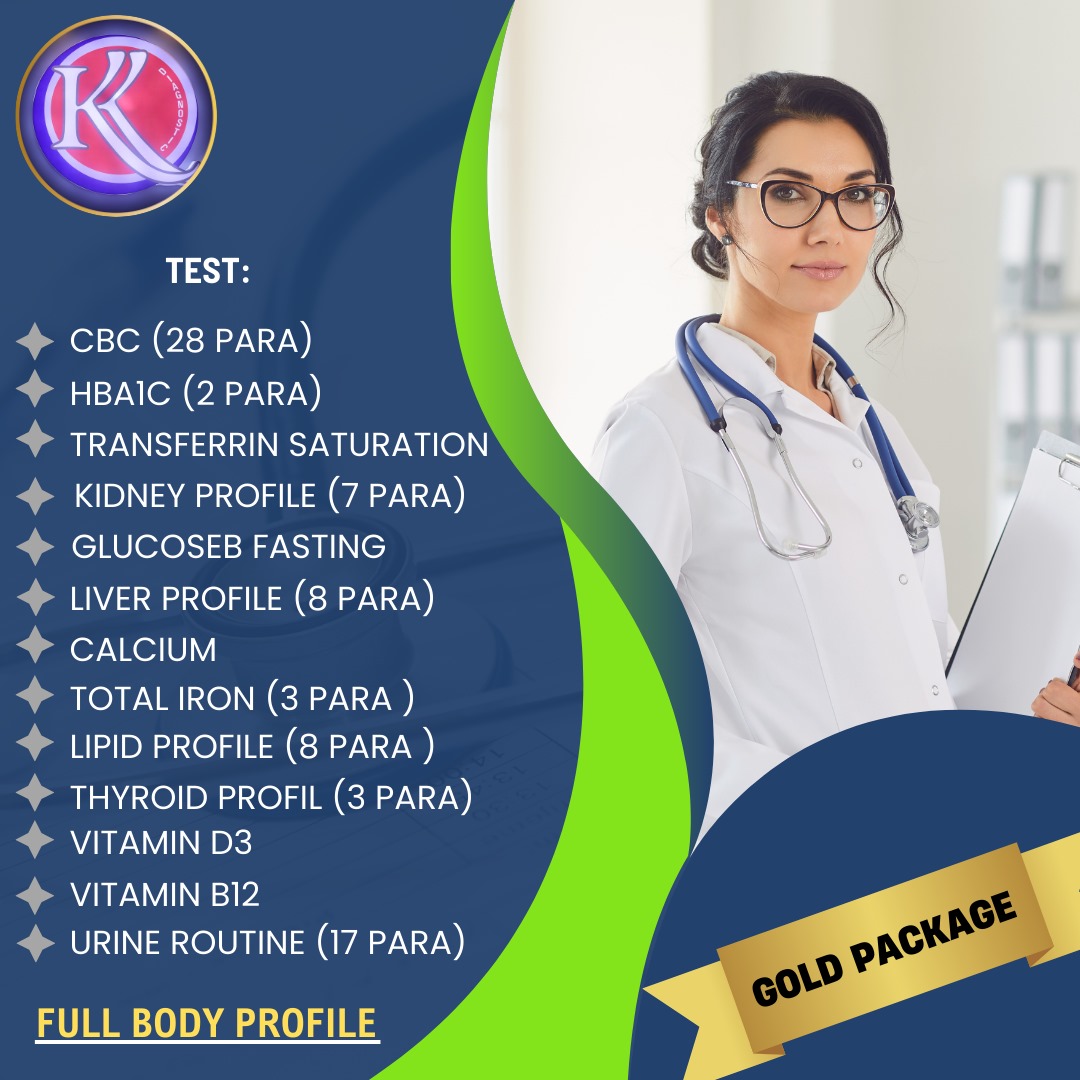 K
DIAGNOSTIC
TEST:
CBC (28 PARA)
HBA1C (2 PARA)
TRANSFERRIN SATURATION
KIDNEY PROFILE (7 PARA)
GLUCOSEB FASTING
LIVER PROFILE (8 PARA)
CALCIUM
TOTAL IRON (3 PARA )
LIPID PROFILE (8 PARA )
THYROID PROFIL (3 PARA)
VITAMIN D3
VITAMIN B12
URINE ROUTINE (17 PARA)
FULL BODY PROFILE
GOLD PACKAGE